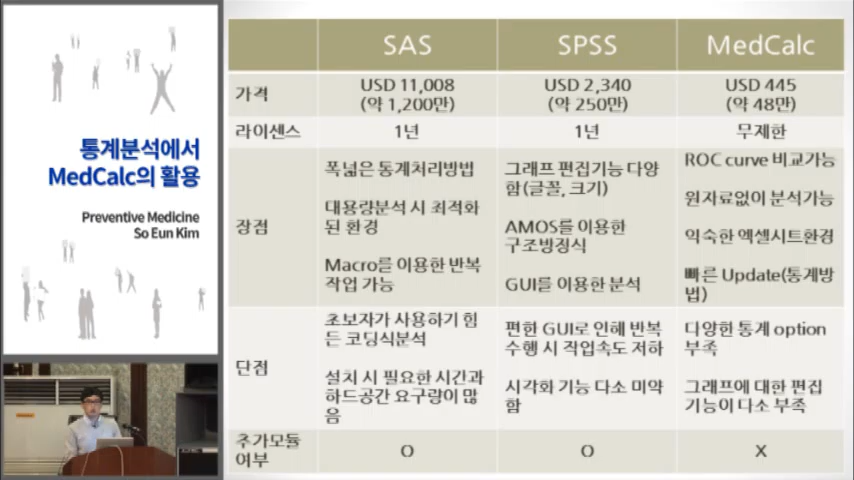 통계분석에서
MedCalc의 활용
Preventive Medicine
So Eun Kim
SAS SPSS MedCalc
가격
USD 11,008
(약 1,200만)
USD 2,340
(약 250만)
USD 445
(약 48만)
라이센스 1년 1년 무제한
장점
폭넓은 통계처리방법
대용량분석 시 최적화
된 환경
Macro를 이용한 반복
작업 가능
그래프 편집기능 다양
함(글꼴, 크기)
AMOS를 이용한
구조방정식
GUI를 이용한 분석
ROC curve 비교가능
원자료없이 분석가능
익숙한 엑셀시트환경
빠른 Update(통계방
법)
단점
초보자가 사용하기 힘
든 코딩식분석
설치 시 필요한 시간과
하드공간 요구량이 많
음
편한 GUI로 인해 반복
수행 시 작업속도 저하
시각화 기능 다소 미약
함
다양한 통계 option
부족
그래프에 대한 편집
기능이 다소 부족
추가모듈
여부
O O X